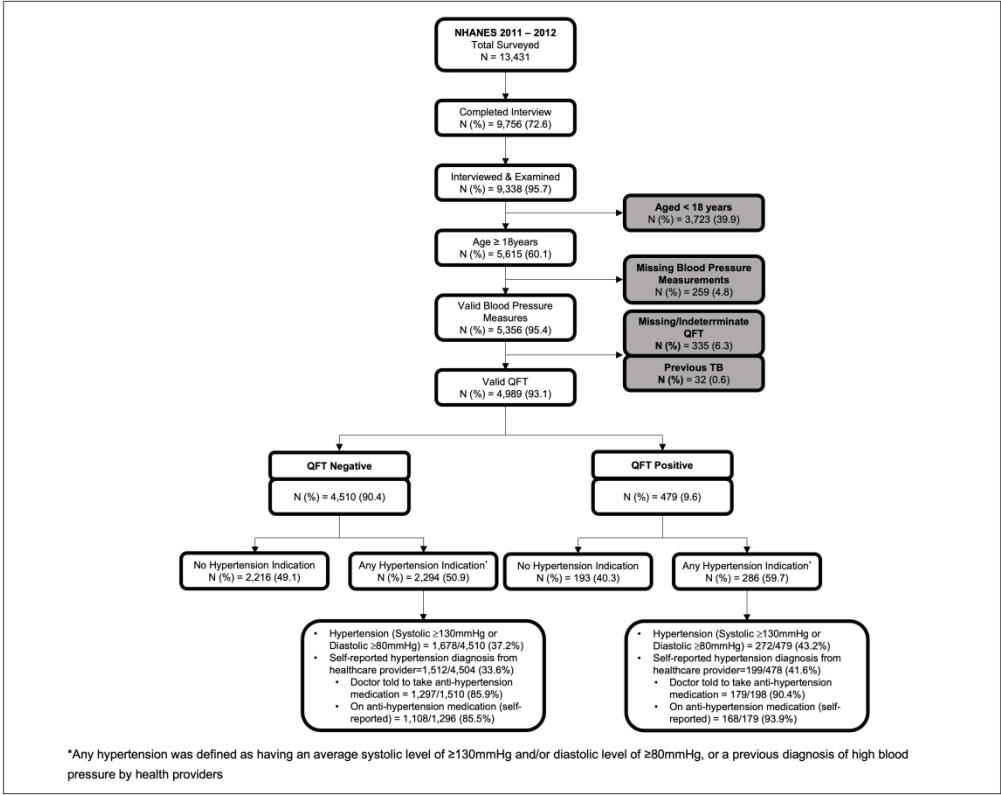 NHANES 2011 – 2012
Total Surveyed
N = 13,431
Completed Interview
N (%) = 9,756 (72.6)
Interviewed & Examined
N (%) = 9,338 (95.7)
Aged < 18 years
N (%) = 3,723 (39.9)
Age ≥ 18years
N (%) = 5,615 (60.1)
Missing Blood Pressure
Measurements
N (%) = 259 (4.8)
Valid Blood Pressure
Measures
N (%) = 5,356 (95.4)
Missing/Indeterrminate
QFT
N (%) = 335 (6.3)
Previous TB
N (%) = 32 (0.6)
Valid QFT
N (%) = 4,989 (93.1)
QFT Negative
N (%) = 4,510 (90.4)
QFT Positive
N (%) = 479 (9.6)
No Hypertension Indication
N (%) = 2,216 (49.1)
Any Hypertension Indication*
N (%) = 2,294 (50.9)
No Hypertension Indication
N (%) = 193 (40.3)
Any Hypertension Indication*
N (%) = 286 (59.7)
• Hypertension (Systolic ≥130mmHg or
Diastolic ≥80mmHg) = 1,678/4,510 (37.2%)
• Self-reported hypertension diagnosis from
healthcare provider=1,512/4,504 (33.6%)
• Doctor told to take anti-hypertension
medication = 1,297/1,510 (85.9%)
• On anti-hypertension medication (self-
reported) = 1,108/1,296 (85.5%)
• Hypertension (Systolic ≥130mmHg or
Diastolic ≥80mmHg) = 272/479 (43.2%)
• Self-reported hypertension diagnosis from
healthcare provider=199/478 (41.6%)
• Doctor told to take anti-hypertension
medication = 179/198 (90.4%)
• On anti-hypertension medication (self-
reported) = 168/179 (93.9%)
*Any hypertension was defined as having an average systolic level of ≥130mmHg and/or diastolic level of ≥80mmHg, or a previous diagnosis of high blood
pressure by health providers